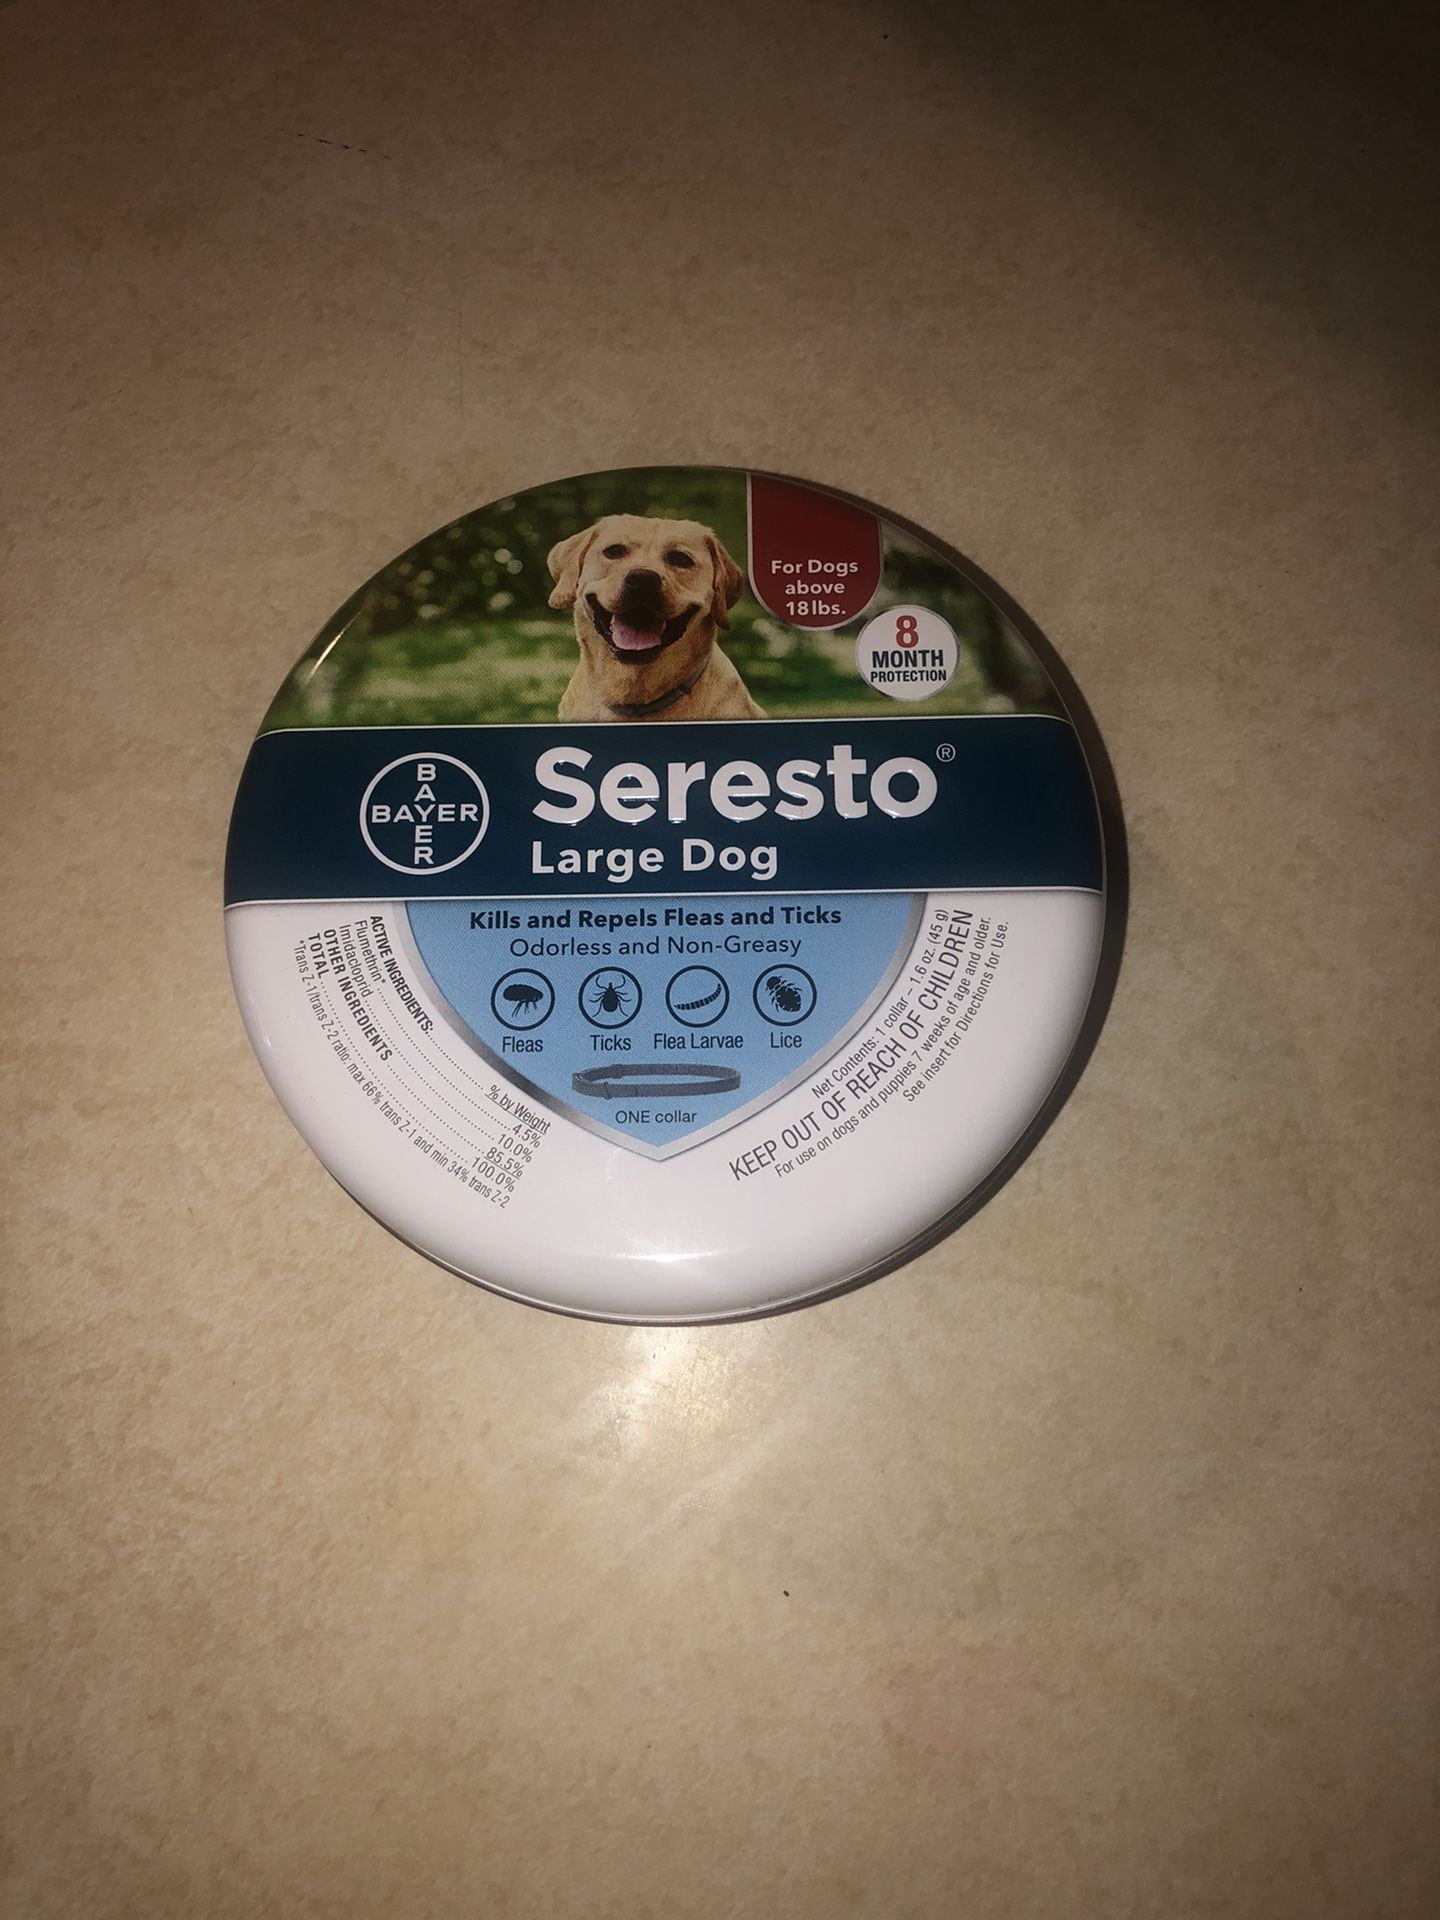 For Dogs
above
18 lbs.
8
MONTH
PROTECTION
BAYER
BAYER
Seresto®
Large Dog
Kills and Repels Fleas and Ticks
Odorless and Non-Greasy
Fleas
Ticks
Flea Larvae
Lice
ONE collar
ACTIVE INGREDIENTS: % by Weight
Flumethrin* 4.5%
Imidacloprid 10.0%
OTHER INGREDIENTS 85.5%
TOTAL 100.0%
*Trans Z-1/trans Z-2 ratio: max 66% trans Z-1 and min 34% trans Z-2
Net Contents: 1 collar – 1.6 oz. (45 g)
KEEP OUT OF REACH OF CHILDREN
For use on dogs and puppies 7 weeks of age and older.
See insert for Directions for Use.